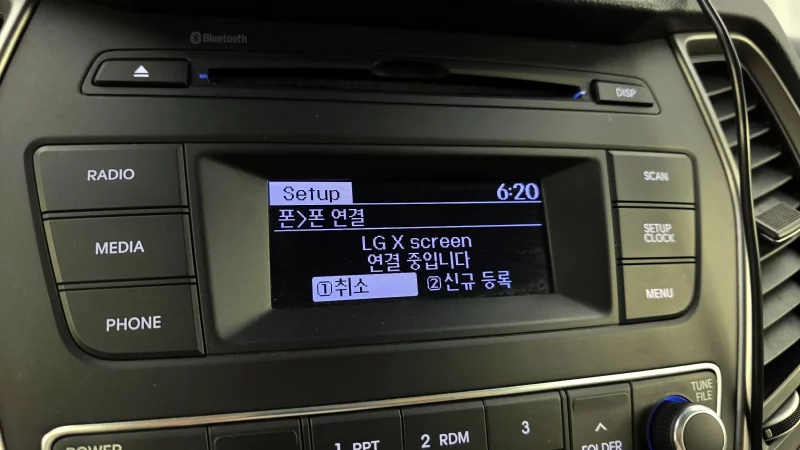 Bluetooth
DISP
RADIO
SCAN
MEDIA
SETUP
CLOCK
PHONE
MENU
Setup 6:20
폰>폰 연결
LG X screen
연결 중입니다
①취소 ②신규 등록
TUNE
FILE
POWER
1 RPT
2 RDM
3
FOLDER